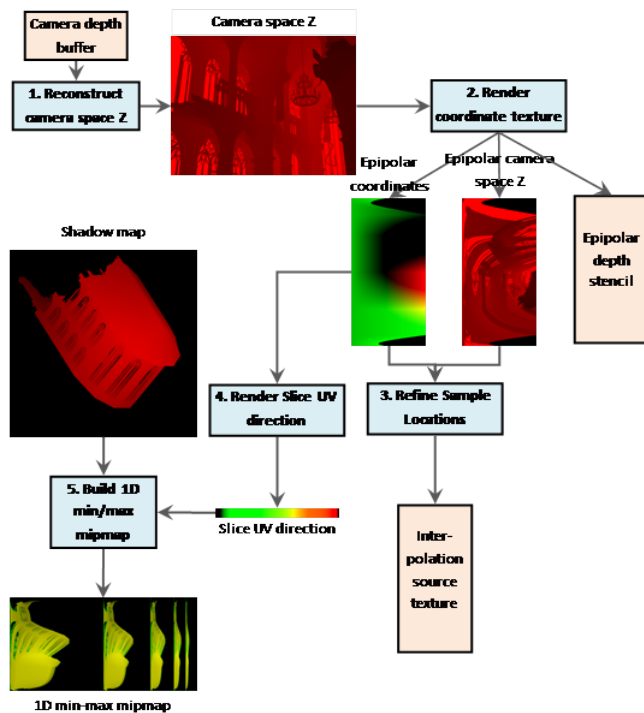 Camera depth
buffer
Camera space Z
1. Reconstruct
camera space Z
2. Render
coordinate texture
Epipolar
coordinates
Epipolar camera
space Z
Epipolar
depth
stencil
Shadow map
4. Render Slice UV
direction
3. Refine Sample
Locations
5. Build 1D
min/max
mipmap
Slice UV direction
Inter-
polation
source
texture
1D min-max mipmap